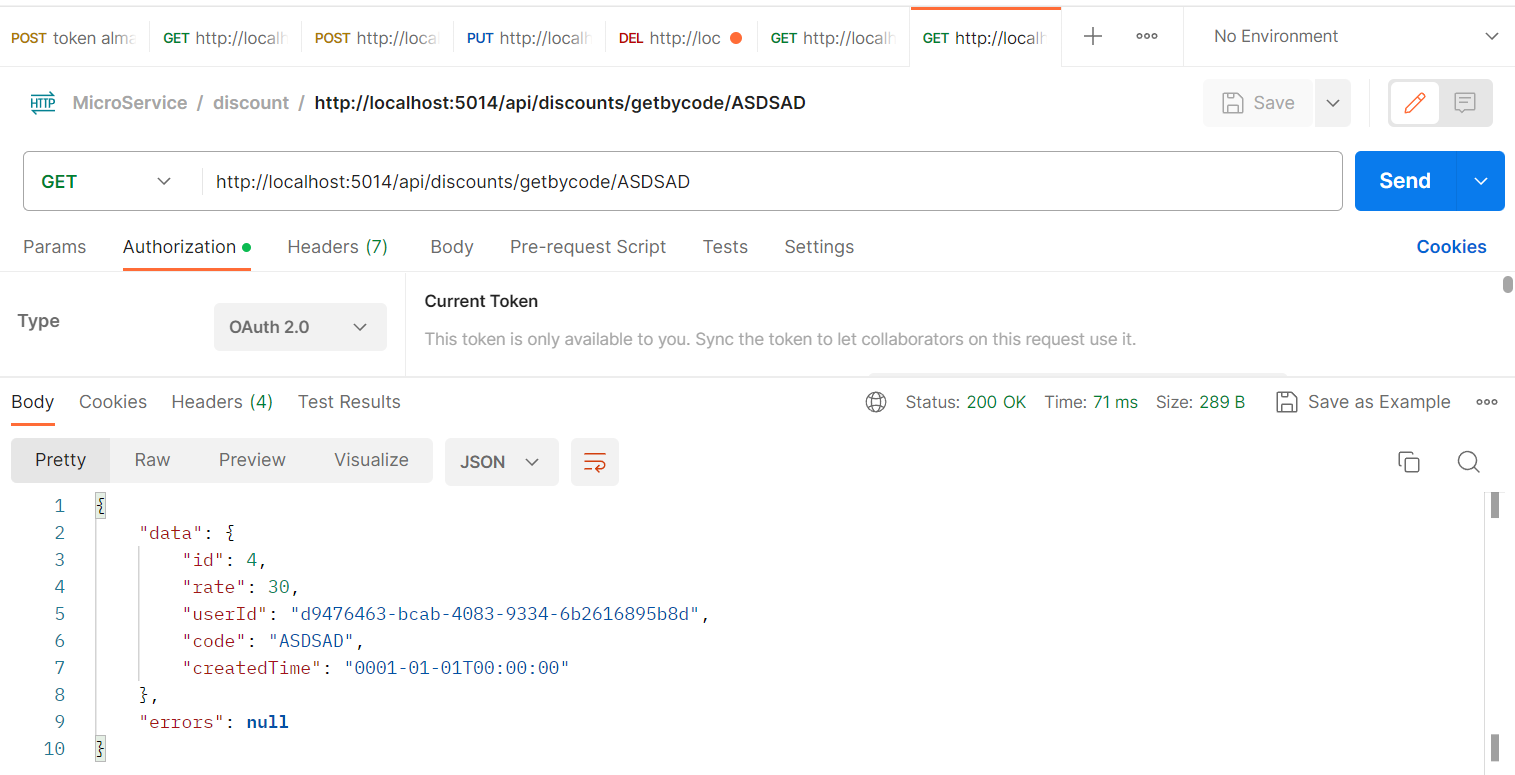 POST token alma GET http://localh POST http://loca PUT http://localh DEL http://loc GET http://localh GET http://localh No Environment
HTTP MicroService / discount / http://localhost:5014/api/discounts/getbycode/ASDSAD Save
GET http://localhost:5014/api/discounts/getbycode/ASDSAD Send
Params Authorization Headers (7) Body Pre-request Script Tests Settings Cookies
Type OAuth 2.0
Current Token
This token is only available to you. Sync the token to let collaborators on this request use it.
Body Cookies Headers (4) Test Results Status: 200 OK Time: 71 ms Size: 289 B Save as Example
Pretty Raw Preview Visualize JSON
1 {
2 "data": {
3 "id": 4,
4 "rate": 30,
5 "userId": "d9476463-bcab-4083-9334-6b2616895b8d",
6 "code": "ASDSAD",
7 "createdTime": "0001-01-01T00:00:00"
8 },
9 "errors": null
10 }